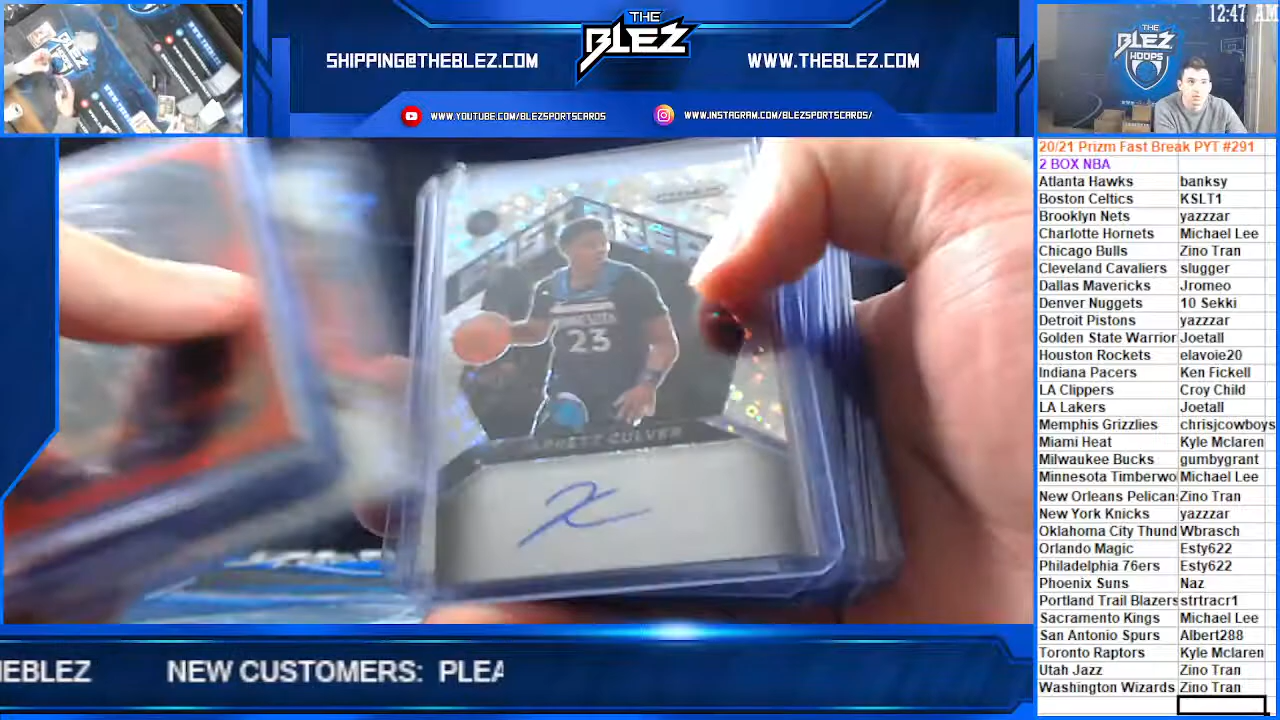 SHIPPING@THEBLEZ.COM
THE
BLEZ
WWW.THEBLEZ.COM
WWW.YOUTUBE.COM/BLEZSPORTSCARDS
WWW.INSTAGRAM.COM/BLEZSPORTSCARDS/
THE
BLEZ
HOOPS
12:47 AM
20/21 Prizm Fast Break PYT #291
2 BOX NBA
Atlanta Hawks banksy
Boston Celtics KSLT1
Brooklyn Nets yazzzar
Charlotte Hornets Michael Lee
Chicago Bulls Zino Tran
Cleveland Cavaliers slugger
Dallas Mavericks Jromeo
Denver Nuggets 10 Sekki
Detroit Pistons yazzzar
Golden State Warrior Joetall
Houston Rockets elavoie20
Indiana Pacers Ken Fickell
LA Clippers Croy Child
LA Lakers Joetall
Memphis Grizzlies chrisjcowboys
Miami Heat Kyle Mclaren
Milwaukee Bucks gumbygrant
Minnesota Timberwo Michael Lee
New Orleans Pelican Zino Tran
New York Knicks yazzzar
Oklahoma City Thund Wbrasch
Orlando Magic Esty622
Philadelphia 76ers Esty622
Phoenix Suns Naz
Portland Trail Blazers strtracr1
Sacramento Kings Michael Lee
San Antonio Spurs Albert288
Toronto Raptors Kyle Mclaren
Utah Jazz Zino Tran
Washington Wizards Zino Tran
MINNESOTA
23
JARRETT CULVER
HEBLEZ NEW CUSTOMERS: PLEA